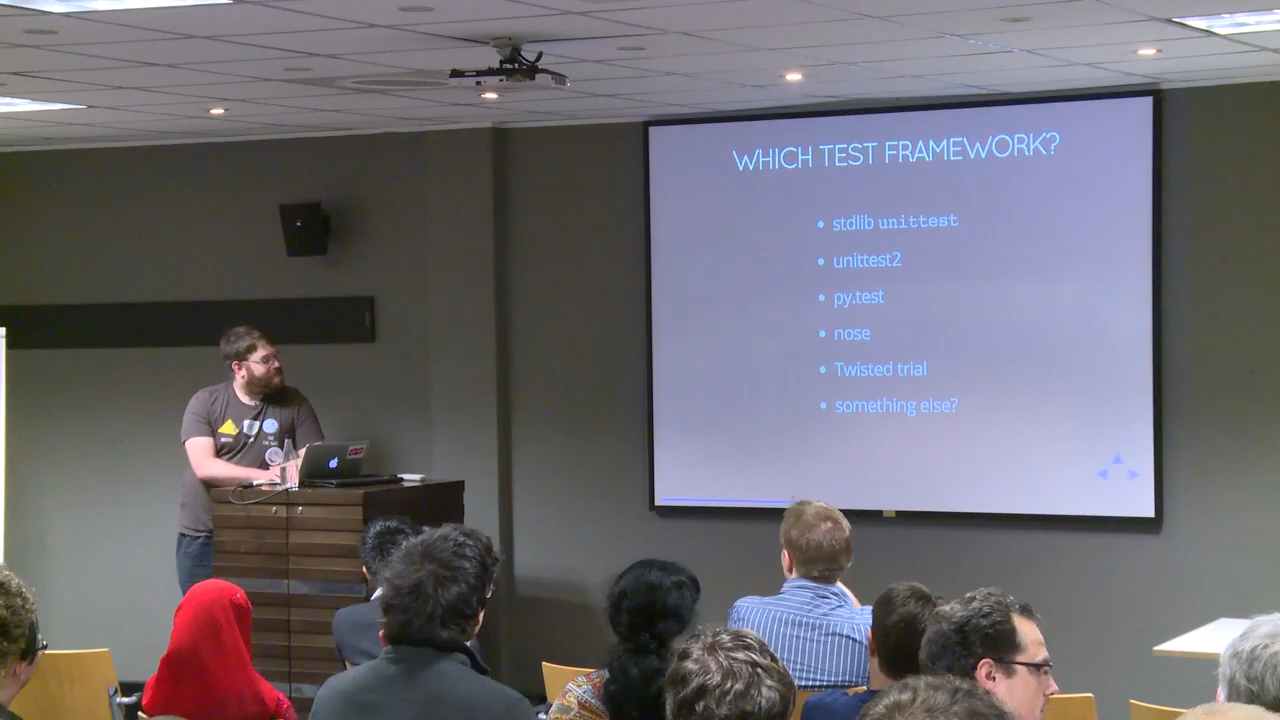 WHICH TEST FRAMEWORK?
stdlib unittest
unittest2
py.test
nose
Twisted trial
something else?